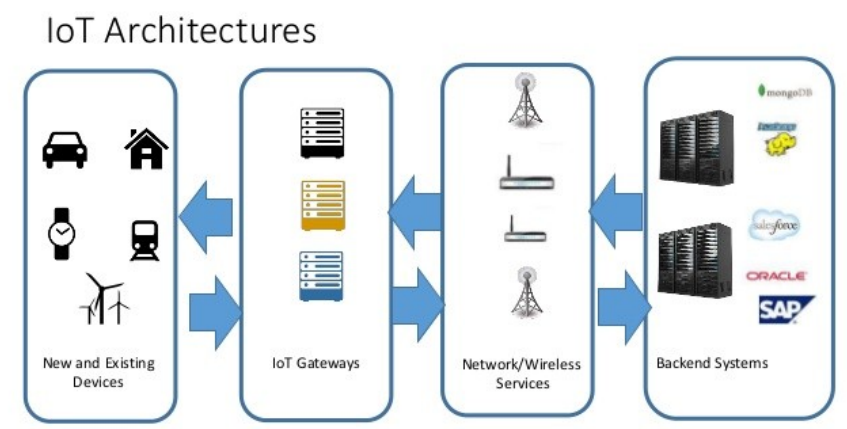 IoT Architectures
mongoDB
hadoop
salesforce
ORACLE
SAP
New and Existing
Devices
IoT Gateways
Network/Wireless
Services
Backend Systems